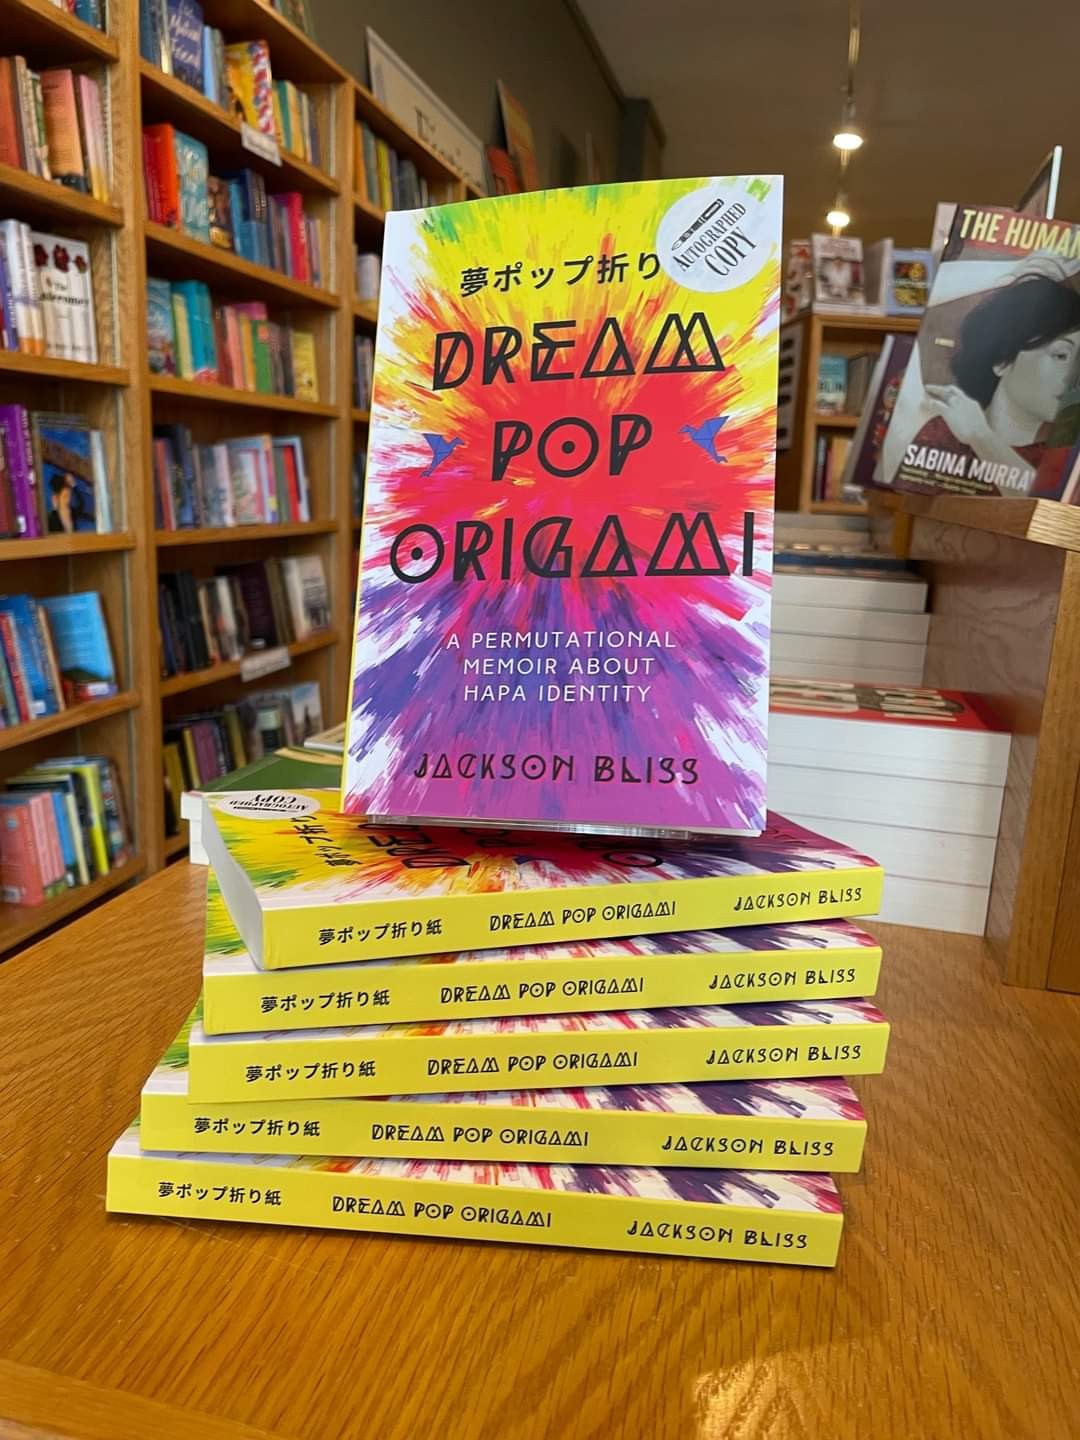 夢ポップ折り
AUTOGRAPHED
COPY
DREAM
POP
ORIGAMI
A PERMUTATIONAL
MEMOIR ABOUT
HAPA IDENTITY
JACKSON BLISS
AUTOGRAPHED
COPY
夢ポップ折り紙 DREAM POP ORIGAMI JACKSON BLISS
夢ポップ折り紙 DREAM POP ORIGAMI JACKSON BLISS
夢ポップ折り紙 DREAM POP ORIGAMI JACKSON BLISS
夢ポップ折り紙 DREAM POP ORIGAMI JACKSON BLISS
夢ポップ折り紙 DREAM POP ORIGAMI JACKSON BLISS
THE HUMAN
SABINA MURRAY